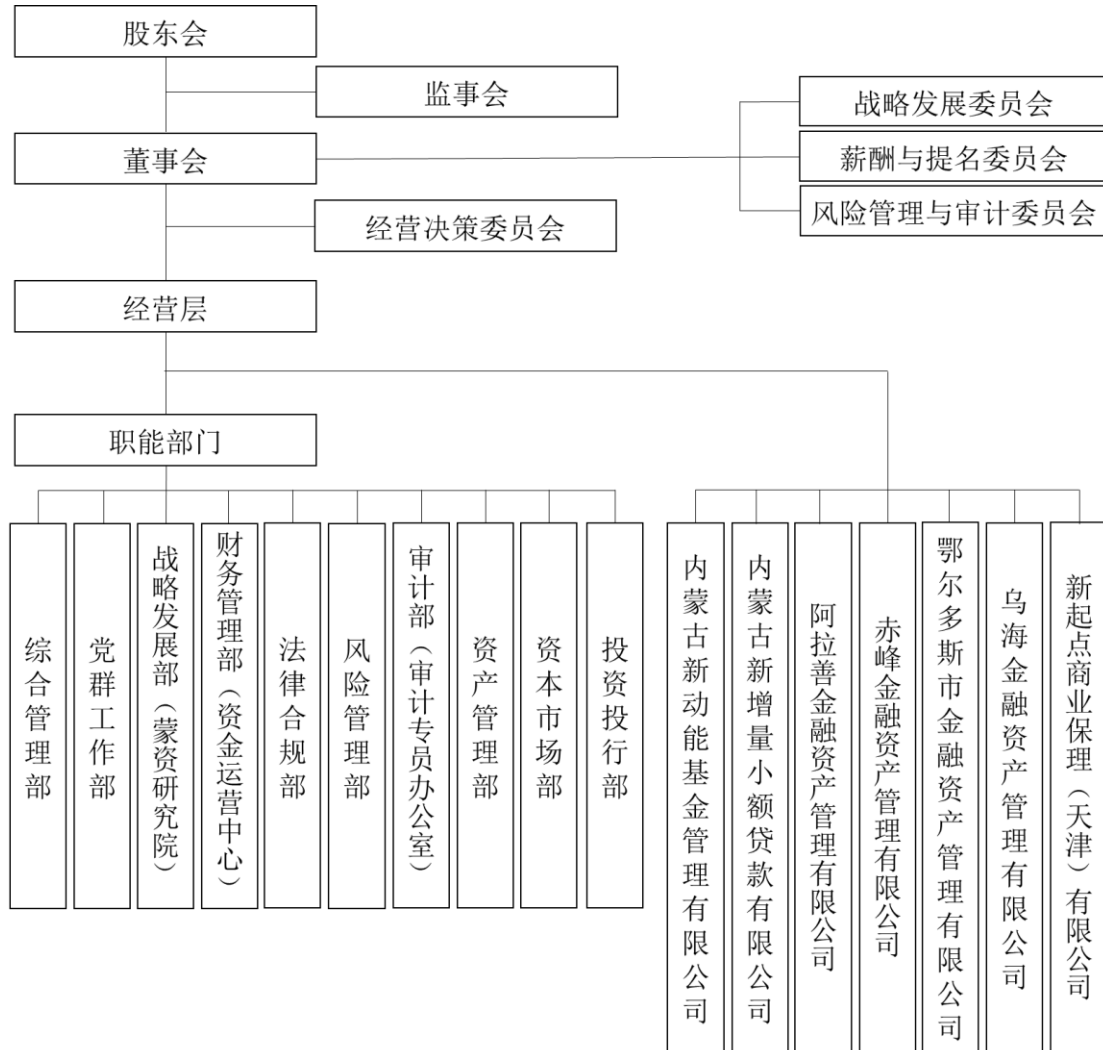 股东会
监事会
战略发展委员会
董事会
薪酬与提名委员会
风险管理与审计委员会
经营决策委员会
经营层
职能部门
综合管理部
党群工作部
战略发展部（蒙资研究院）
财务管理部（资金运营中心）
法律合规部
风险管理部
审计部（审计专员办公室）
资产管理部
资本市场部
投资投行部
内蒙古新动能基金管理有限公司
内蒙古新增量小额贷款有限公司
阿拉善金融资产管理有限公司
赤峰金融资产管理有限公司
鄂尔多斯市金融资产管理有限公司
乌海金融资产管理有限公司
新起点商业保理（天津）有限公司